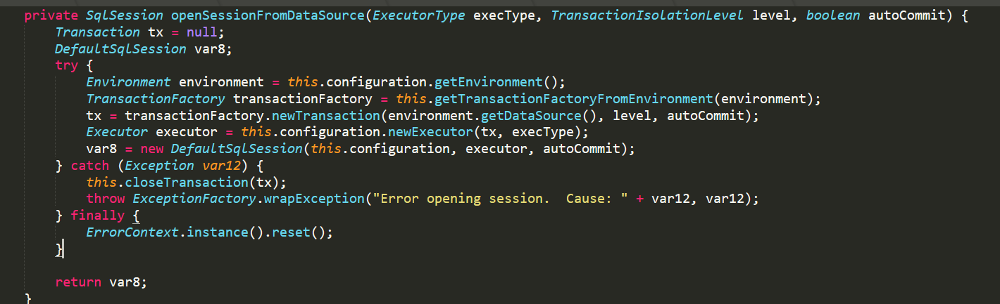 private SqlSession openSessionFromDataSource(ExecutorType execType, TransactionIsolationLevel level, boolean autoCommit) {
    Transaction tx = null;
    DefaultSqlSession var8;
    try {
        Environment environment = this.configuration.getEnvironment();
        TransactionFactory transactionFactory = this.getTransactionFactoryFromEnvironment(environment);
        tx = transactionFactory.newTransaction(environment.getDataSource(), level, autoCommit);
        Executor executor = this.configuration.newExecutor(tx, execType);
        var8 = new DefaultSqlSession(this.configuration, executor, autoCommit);
    } catch (Exception var12) {
        this.closeTransaction(tx);
        throw ExceptionFactory.wrapException("Error opening session.  Cause: " + var12, var12);
    } finally {
        ErrorContext.instance().reset();
    }
    return var8;
}